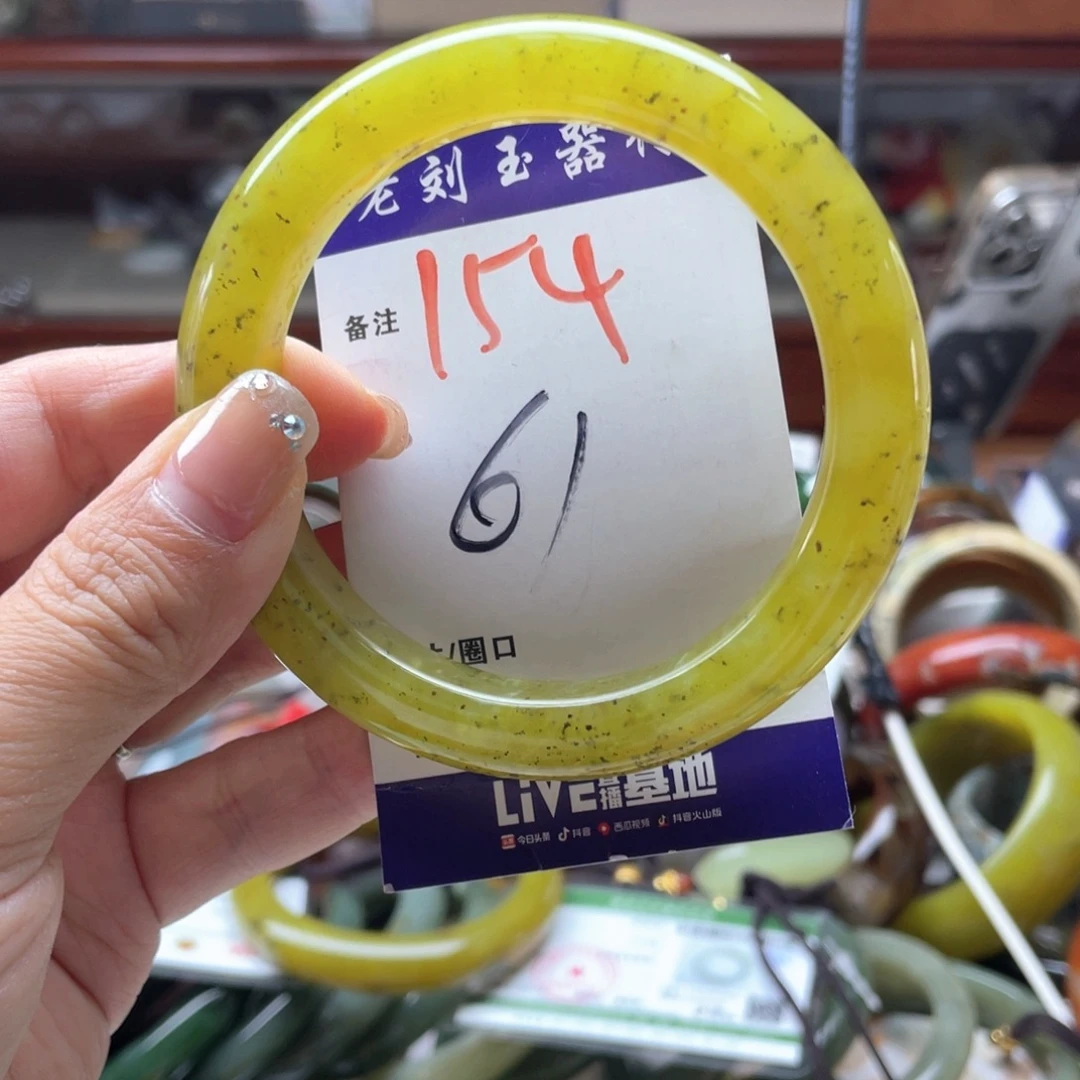 老刘玉器
备注
154
61
/圈口
LiVE直播基地
今日头条 抖音 西瓜视频 抖音火山版